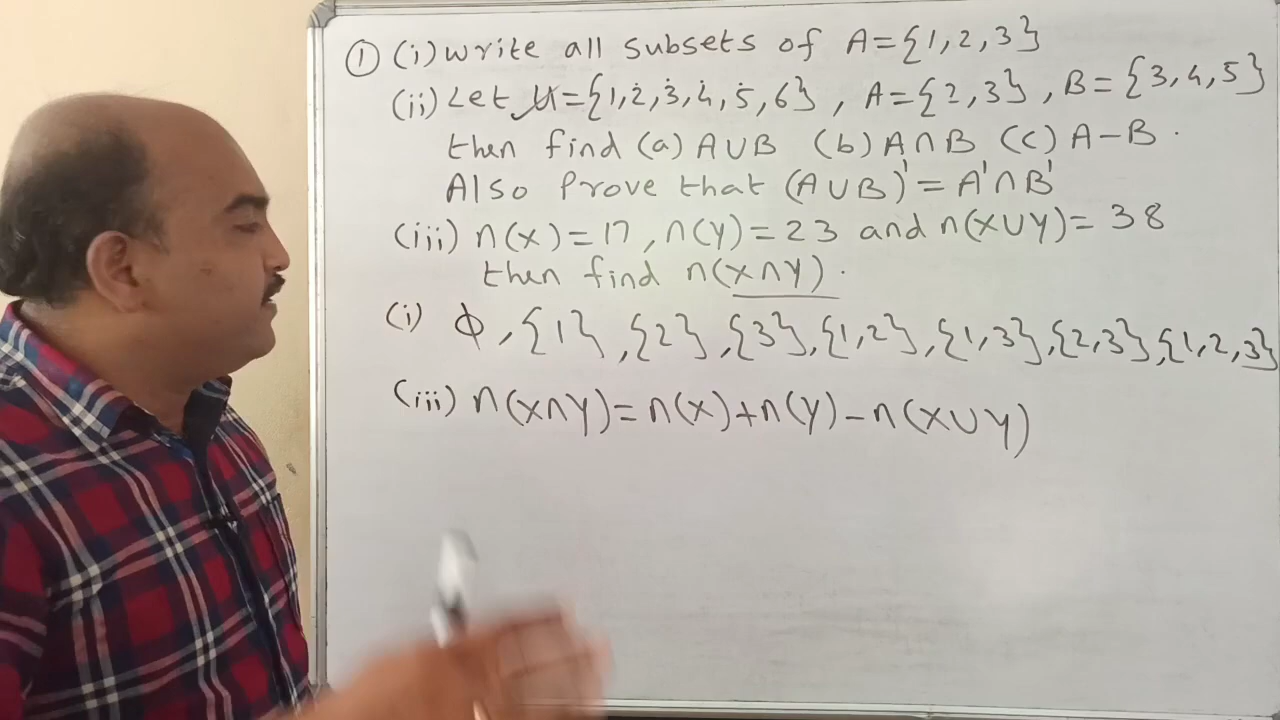 ① (i) write all subsets of A={1,2,3}
(ii) Let U={1,2,3,4,5,6}, A={2,3}, B={3,4,5}
then find (a) A∪B (b) A∩B (c) A-B.
Also Prove that (A∪B)'=A'∩B'
(iii) n(x)=17, n(y)=23 and n(x∪y)=38
then find n(x∩y).
(i) ϕ, {1}, {2}, {3}, {1,2}, {1,3}, {2,3}, {1,2,3}
(iii) n(x∩y)=n(x)+n(y)-n(x∪y)